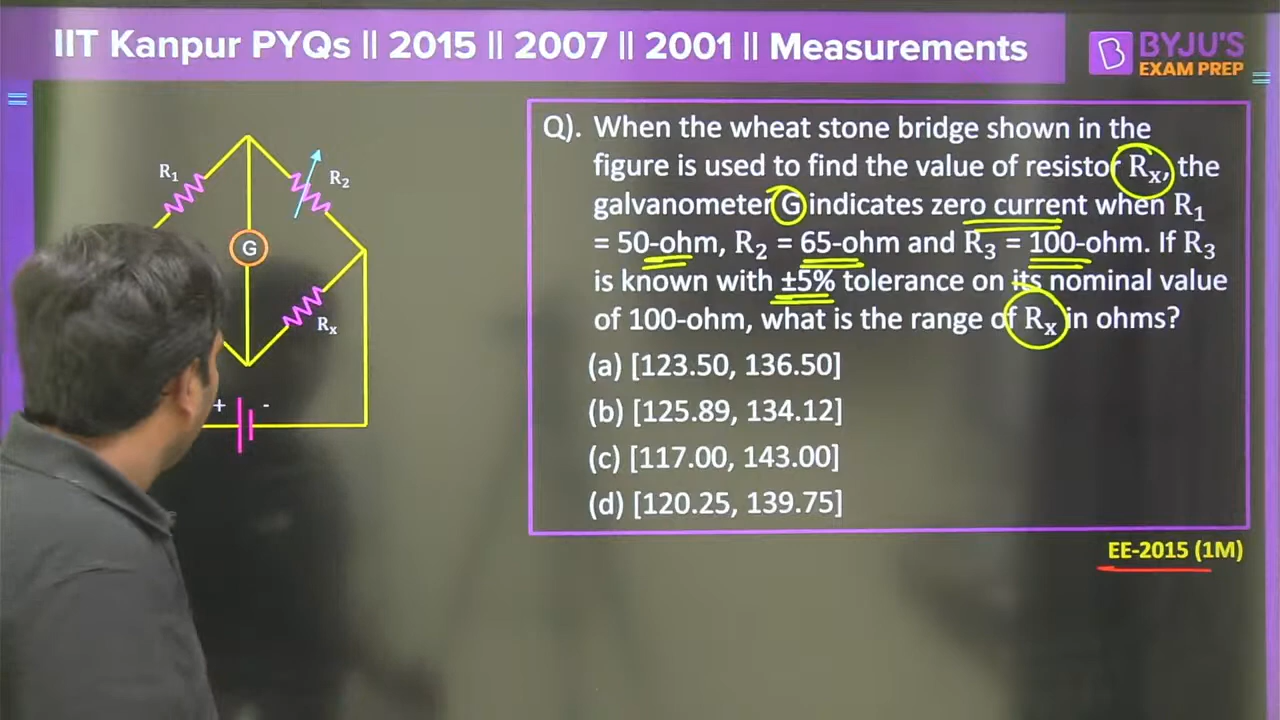 IIT Kanpur PYQs || 2015 || 2007 || 2001 || Measurements
BYJU'S
EXAM PREP
R₁
R₂
G
Rₓ
+ -
Q). When the wheat stone bridge shown in the
figure is used to find the value of resistor Rₓ, the
galvanometer G indicates zero current when R₁
= 50-ohm, R₂ = 65-ohm and R₃ = 100-ohm. If R₃
is known with ±5% tolerance on its nominal value
of 100-ohm, what is the range of Rₓ in ohms?
(a) [123.50, 136.50]
(b) [125.89, 134.12]
(c) [117.00, 143.00]
(d) [120.25, 139.75]
EE-2015 (1M)